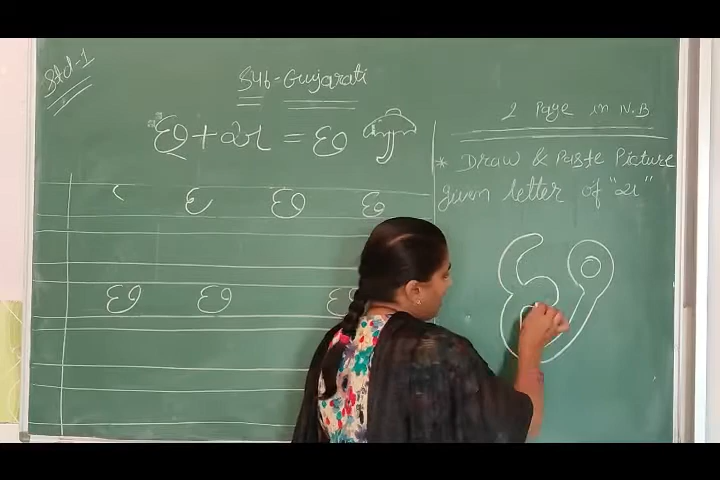 Std-1
Sub-Gujarati
છ્ + અ = છ
છ છ
છ છ છ
2 Page in N.B
* Draw & Paste Picture
given letter of